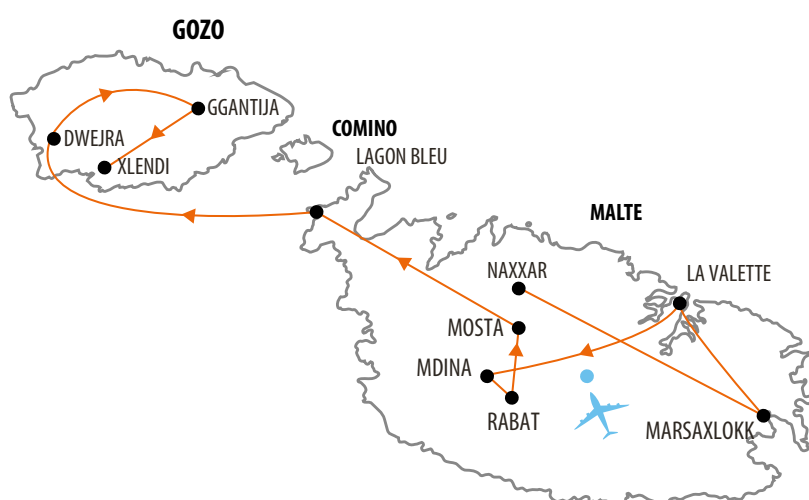 GOZO
GGANTIJA
DWEJRA
XLENDI
COMINO
LAGON BLEU
MALTE
NAXXAR
LA VALETTE
MOSTA
MDINA
RABAT
MARSAXLOKK